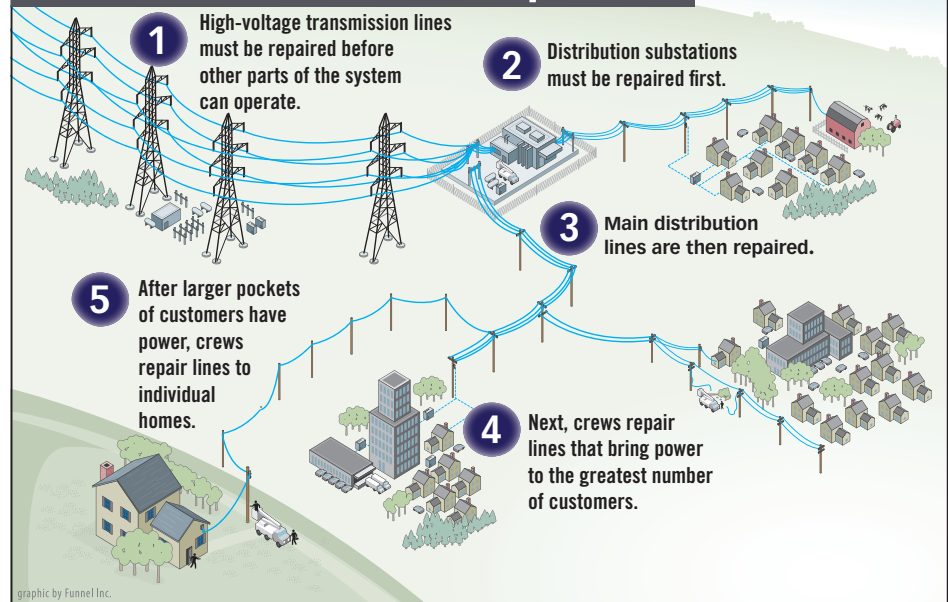 1
High-voltage transmission lines
must be repaired before
other parts of the system
can operate.
2
Distribution substations
must be repaired first.
3
Main distribution
lines are then repaired.
4
Next, crews repair
lines that bring power
to the greatest number
of customers.
5
After larger pockets
of customers have
power, crews
repair lines to
individual
homes.
graphic by Funnel Inc.